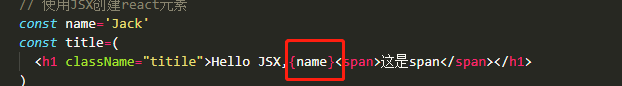 // 使用JSX创建react元素
const name='Jack'
const title=(
<h1 className="titile">Hello JSX,{name}<span>这是span</span></h1>
)